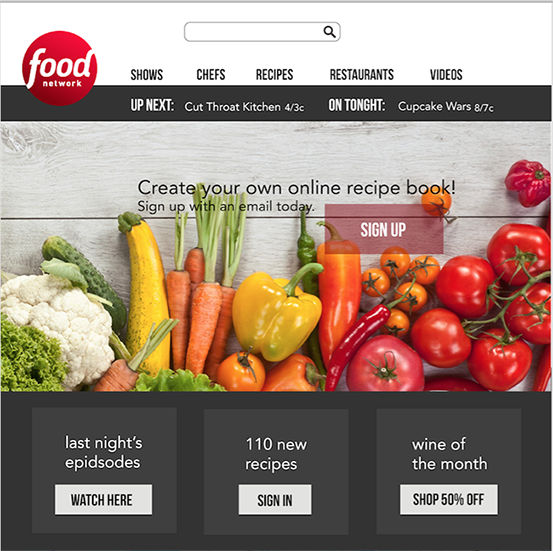 food
network
SHOWS CHEFS RECIPES RESTAURANTS VIDEOS
UP NEXT: Cut Throat Kitchen 4/3c ON TONGHT: Cupcake Wars 8/7c
Create your own online recipe book!
Sign up with an email today.
SIGN UP
last night's
epidsodes
WATCH HERE
110 new
recipes
SIGN IN
wine of
the month
SHOP 50% OFF